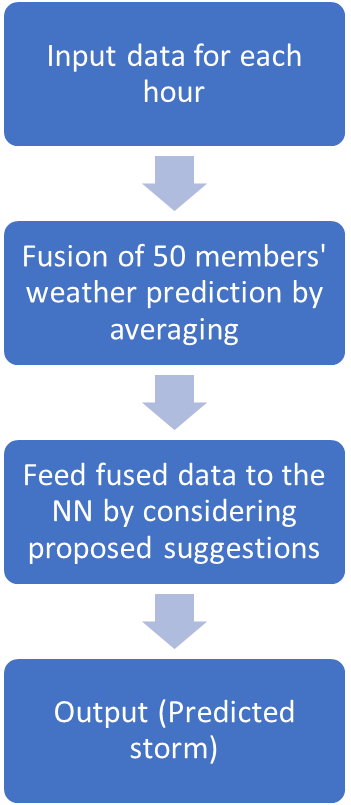 Input data for each
hour
Fusion of 50 members'
weather prediction by
averaging
Feed fused data to the
NN by considering
proposed suggestions
Output (Predicted
storm)